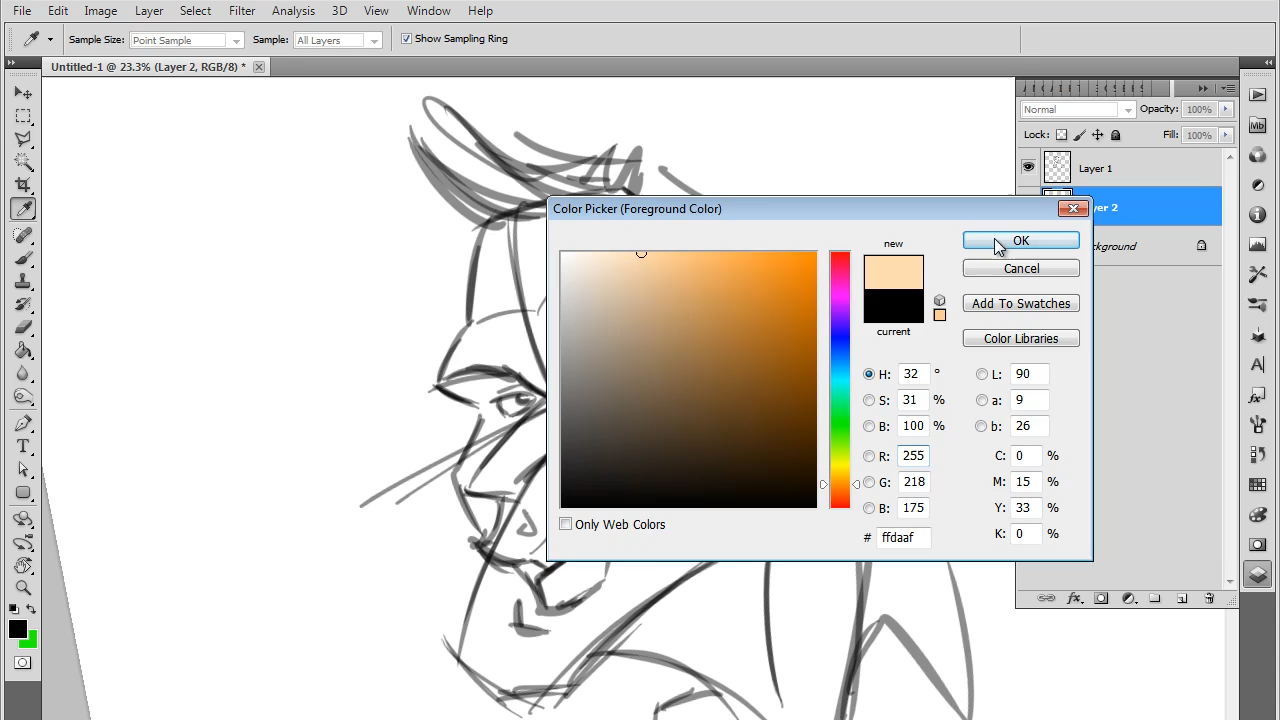 File Edit Image Layer Select Filter Analysis 3D View Window Help
Sample Size: Point Sample Sample: All Layers Show Sampling Ring
Untitled-1 @ 23.3% (Layer 2, RGB/8) *
Normal Opacity: 100%
Lock: Fill: 100%
Layer 1
yer 2
kground
Color Picker (Foreground Color)
new
current
OK
Cancel
Add To Swatches
Color Libraries
H: 32 ° L: 90
S: 31 % a: 9
B: 100 % b: 26
R: 255 C: 0 %
G: 218 M: 15 %
B: 175 Y: 33 %
# ffdaaf K: 0 %
Only Web Colors